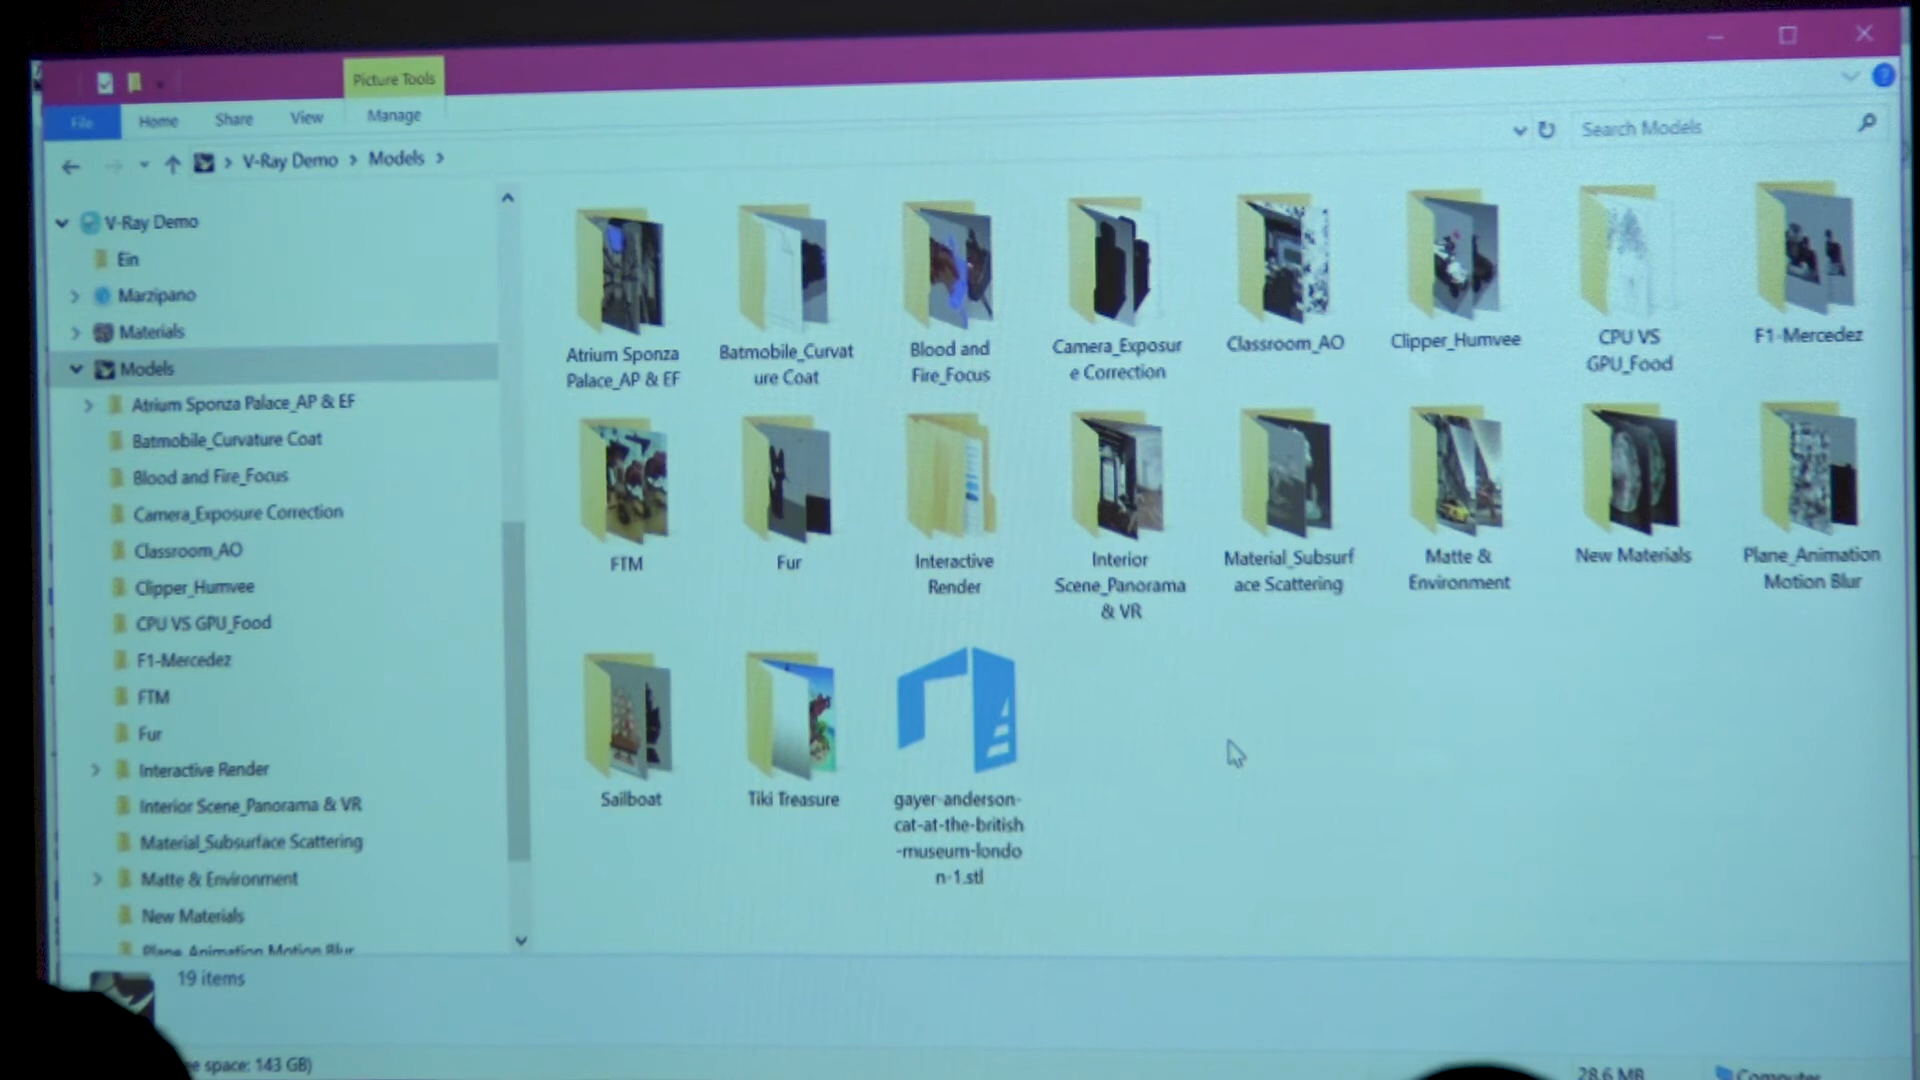 Picture Tools
File
Home
Share
View
Manage
V-Ray Demo
Models
Search Models
V-Ray Demo
Ein
Marzipano
Materials
Models
Atrium Sponza Palace_AP & EF
Batmobile_Curvature Coat
Blood and Fire_Focus
Camera_Exposure Correction
Classroom_AO
Clipper_Humvee
CPU VS GPU_Food
F1-Mercedez
FTM
Fur
Interactive Render
Interior Scene_Panorama & VR
Material_Subsurface Scattering
Matte & Environment
New Materials
Plane_Animation Motion Blur
Atrium Sponza
Palace_AP & EF
Batmobile_Curvat
ure Coat
Blood and
Fire_Focus
Camera_Exposur
e Correction
Classroom_AO
Clipper_Humvee
CPU VS
GPU_Food
F1-Mercedez
FTM
Fur
Interactive
Render
Interior
Scene_Panorama
& VR
Material_Subsurf
ace Scattering
Matte &
Environment
New Materials
Plane_Animation
Motion Blur
Sailboat
Tiki Treasure
gayer-anderson-
cat-at-the-british
-museum-londo
n-1.stl
19 items
space: 143 GB)
28.6 MB
Computer